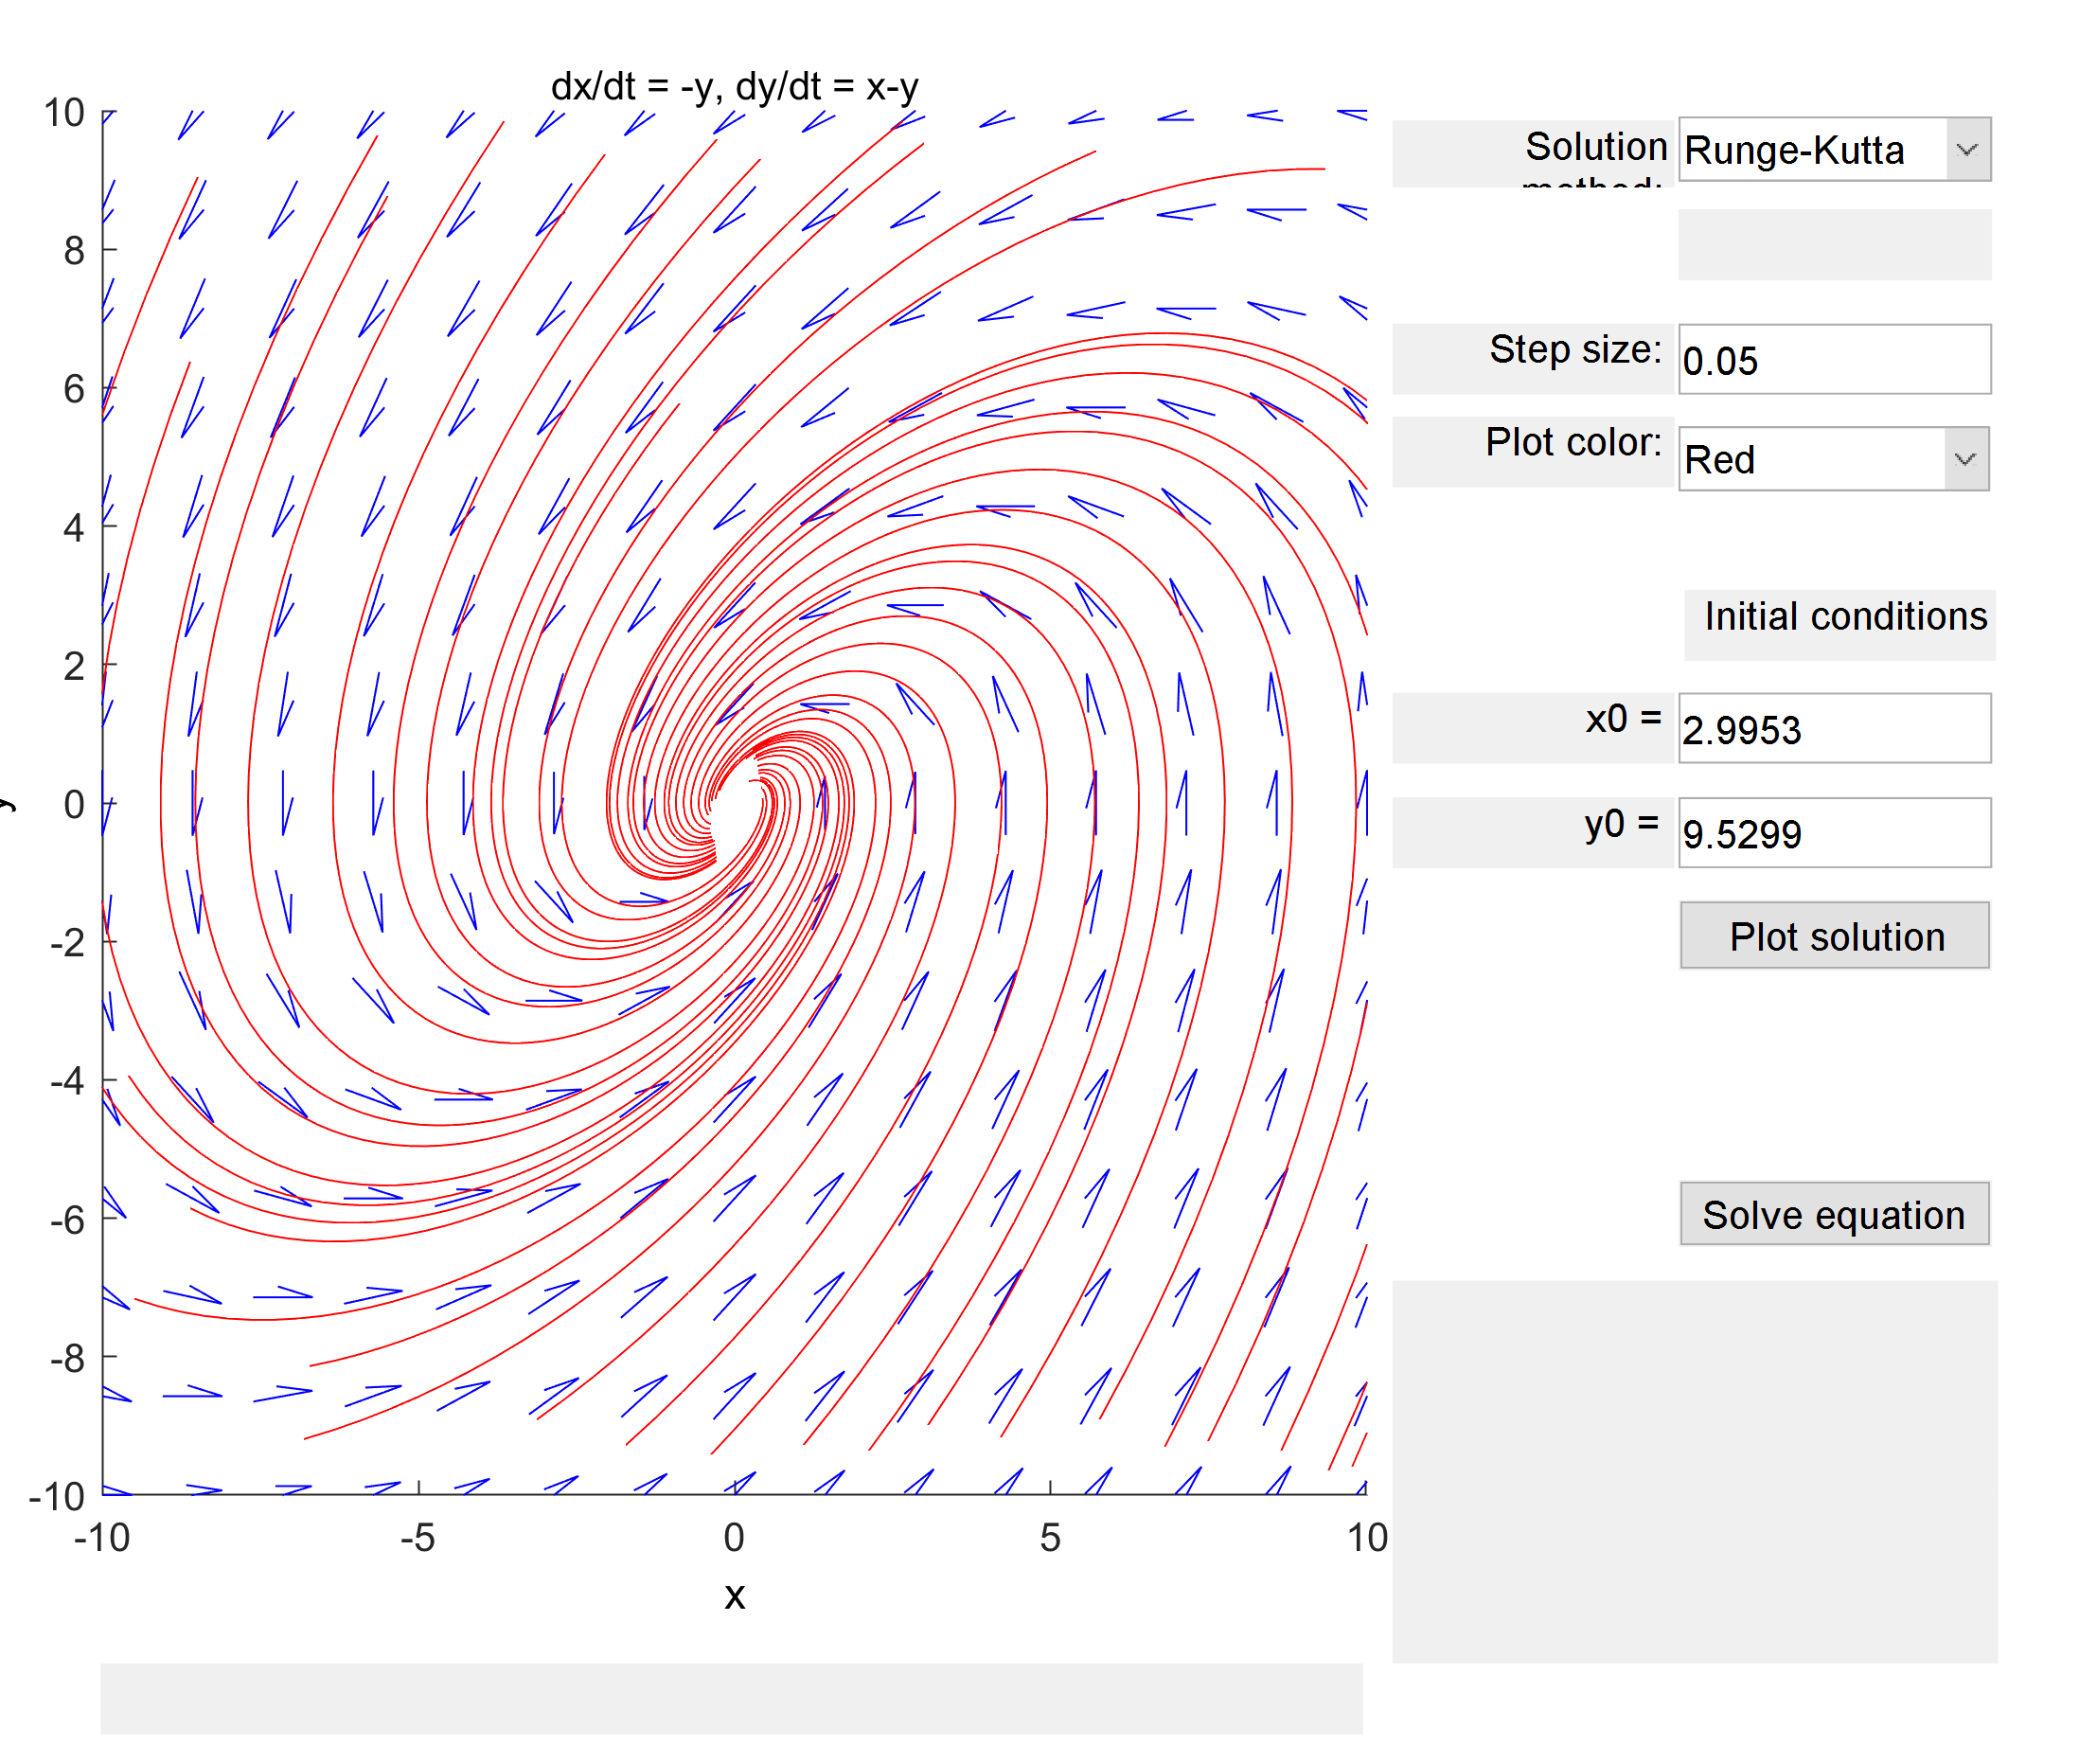 dx/dt = -y, dy/dt = x-y
10
8
6
4
2
0
-2
-4
-6
-8
-10
-10 -5 0 5 10
x
y
Solution
method:
Runge-Kutta
Step size:
0.05
Plot color:
Red
Initial conditions
x0 =
2.9953
y0 =
9.5299
Plot solution
Solve equation